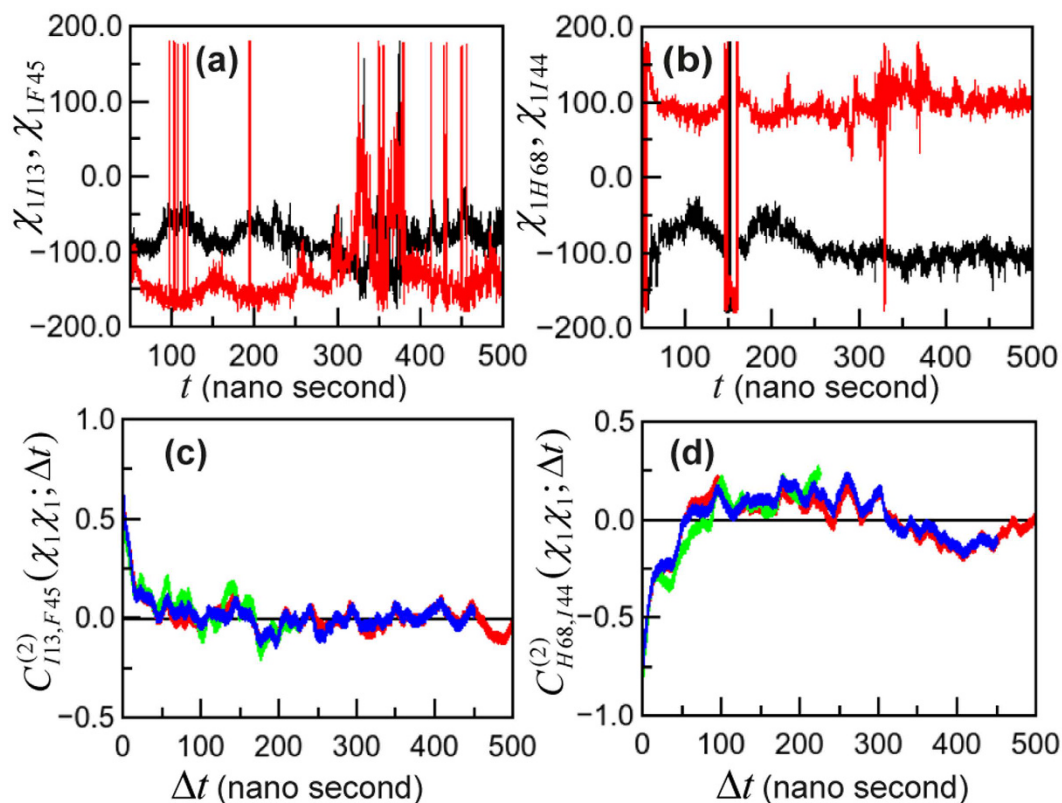 (a)
χ1I13, χ1F45
200.0
100.0
0.0
−100.0
−200.0
100 200 300 400 500
t (nano second)
(b)
χ1H68, χ1I44
200.0
100.0
0.0
−100.0
−200.0
100 200 300 400 500
t (nano second)
(c)
C(2)I13,F45(χ1χ1;Δt)
1.0
0.5
0.0
−0.5
0 100 200 300 400 500
Δt (nano second)
(d)
C(2)H68,I44(χ1χ1;Δt)
0.5
0.0
−0.5
−1.0
0 100 200 300 400 500
Δt (nano second)